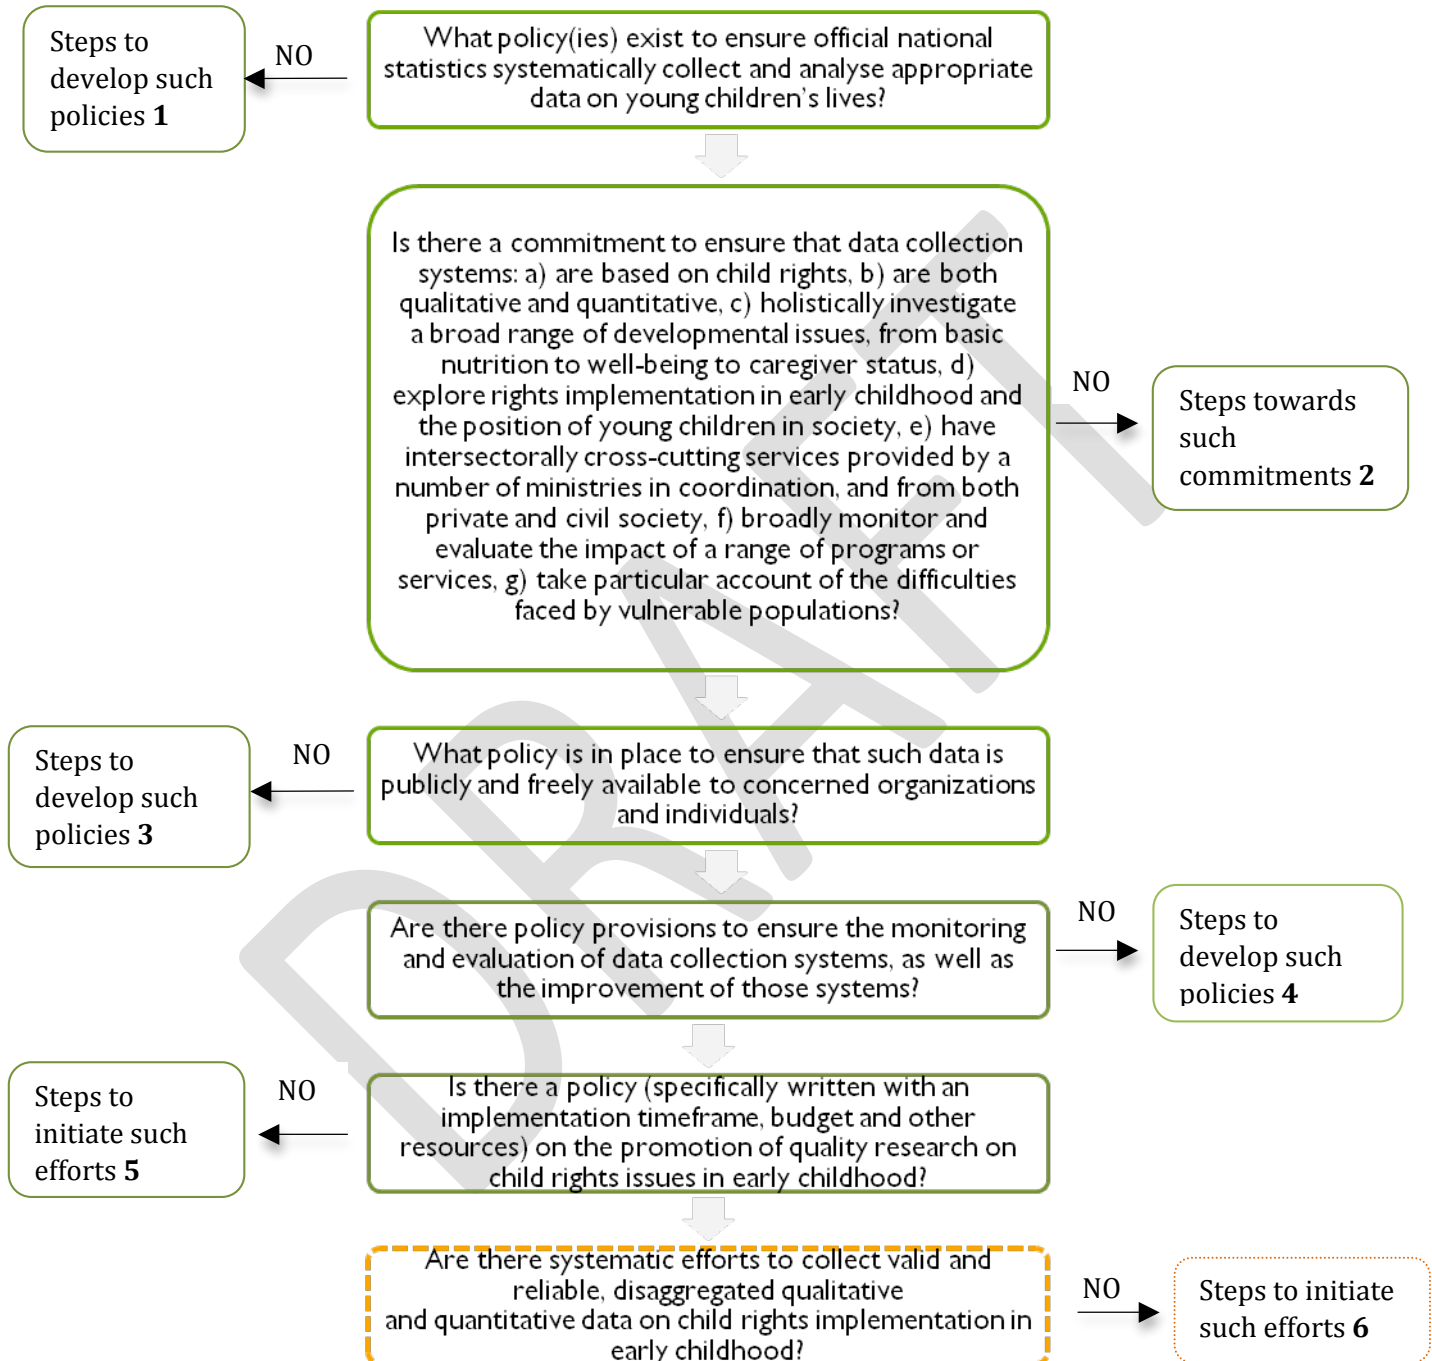 Steps to
develop such
policies 1
NO
What policy(ies) exist to ensure official national
statistics systematically collect and analyse appropriate
data on young children’s lives?
Is there a commitment to ensure that data collection
systems: a) are based on child rights, b) are both
qualitative and quantitative, c) holistically investigate
a broad range of developmental issues, from basic
nutrition to well-being to caregiver status, d)
explore rights implementation in early childhood and
the position of young children in society, e) have
intersectorally cross-cutting services provided by a
number of ministries in coordination, and from both
private and civil society, f) broadly monitor and
evaluate the impact of a range of programs or
services, g) take particular account of the difficulties
faced by vulnerable populations?
NO
Steps towards
such
commitments 2
Steps to
develop such
policies 3
NO
What policy is in place to ensure that such data is
publicly and freely available to concerned organizations
and individuals?
Are there policy provisions to ensure the monitoring
and evaluation of data collection systems, as well as
the improvement of those systems?
NO
Steps to
develop such
policies 4
Steps to
initiate such
efforts 5
NO
Is there a policy (specifically written with an
implementation timeframe, budget and other
resources) on the promotion of quality research on
child rights issues in early childhood?
Are there systematic efforts to collect valid and
reliable, disaggregated qualitative
and quantitative data on child rights implementation in
early childhood?
NO
Steps to initiate
such efforts 6
DRAFT